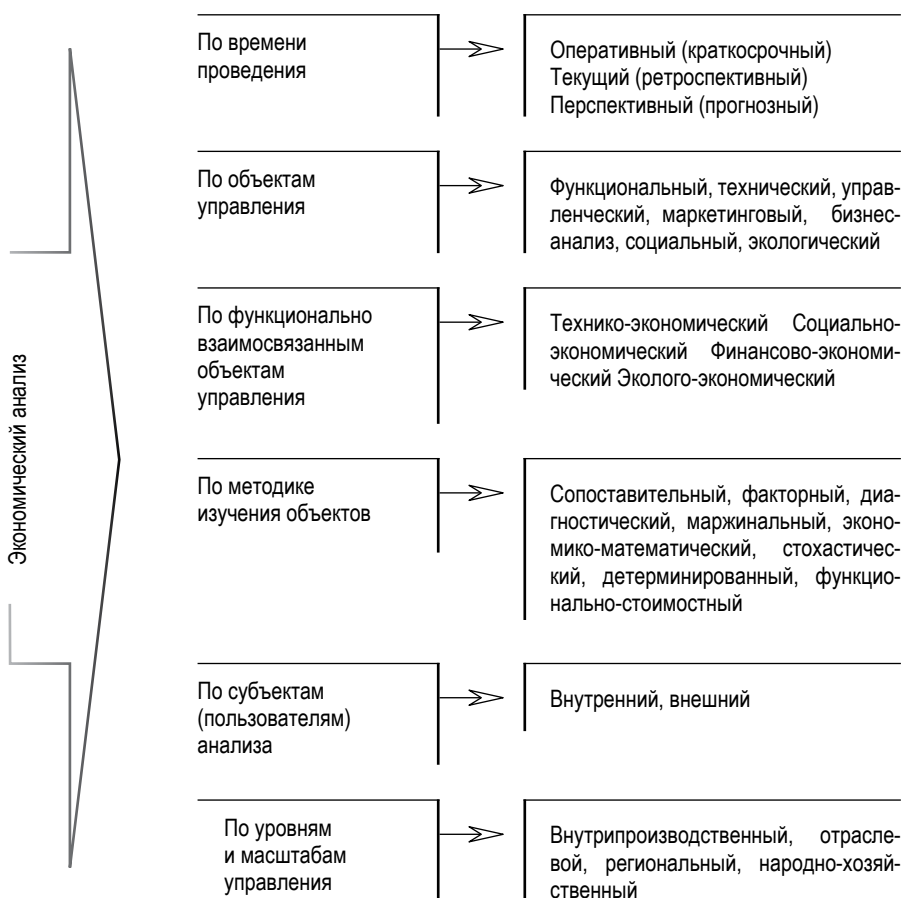 Экономический анализ
По времени
проведения
Оперативный (краткосрочный)
Текущий (ретроспективный)
Перспективный (прогнозный)
По объектам
управления
Функциональный, технический, управ-
ленческий, маркетинговый, бизнес-
анализ, социальный, экологический
По функционально
взаимосвязанным
объектам
управления
Технико-экономический Социально-
экономический Финансово-экономи-
ческий Эколого-экономический
По методике
изучения объектов
Сопоставительный, факторный, диа-
гностический, маржинальный, эконо-
мико-математический, стохастичес-
кий, детерминированный, функцио-
нально-стоимостный
По субъектам
(пользователям)
анализа
Внутренний, внешний
По уровням
и масштабам
управления
Внутрипроизводственный, отрасле-
вой, региональный, народно-хозяй-
ственный